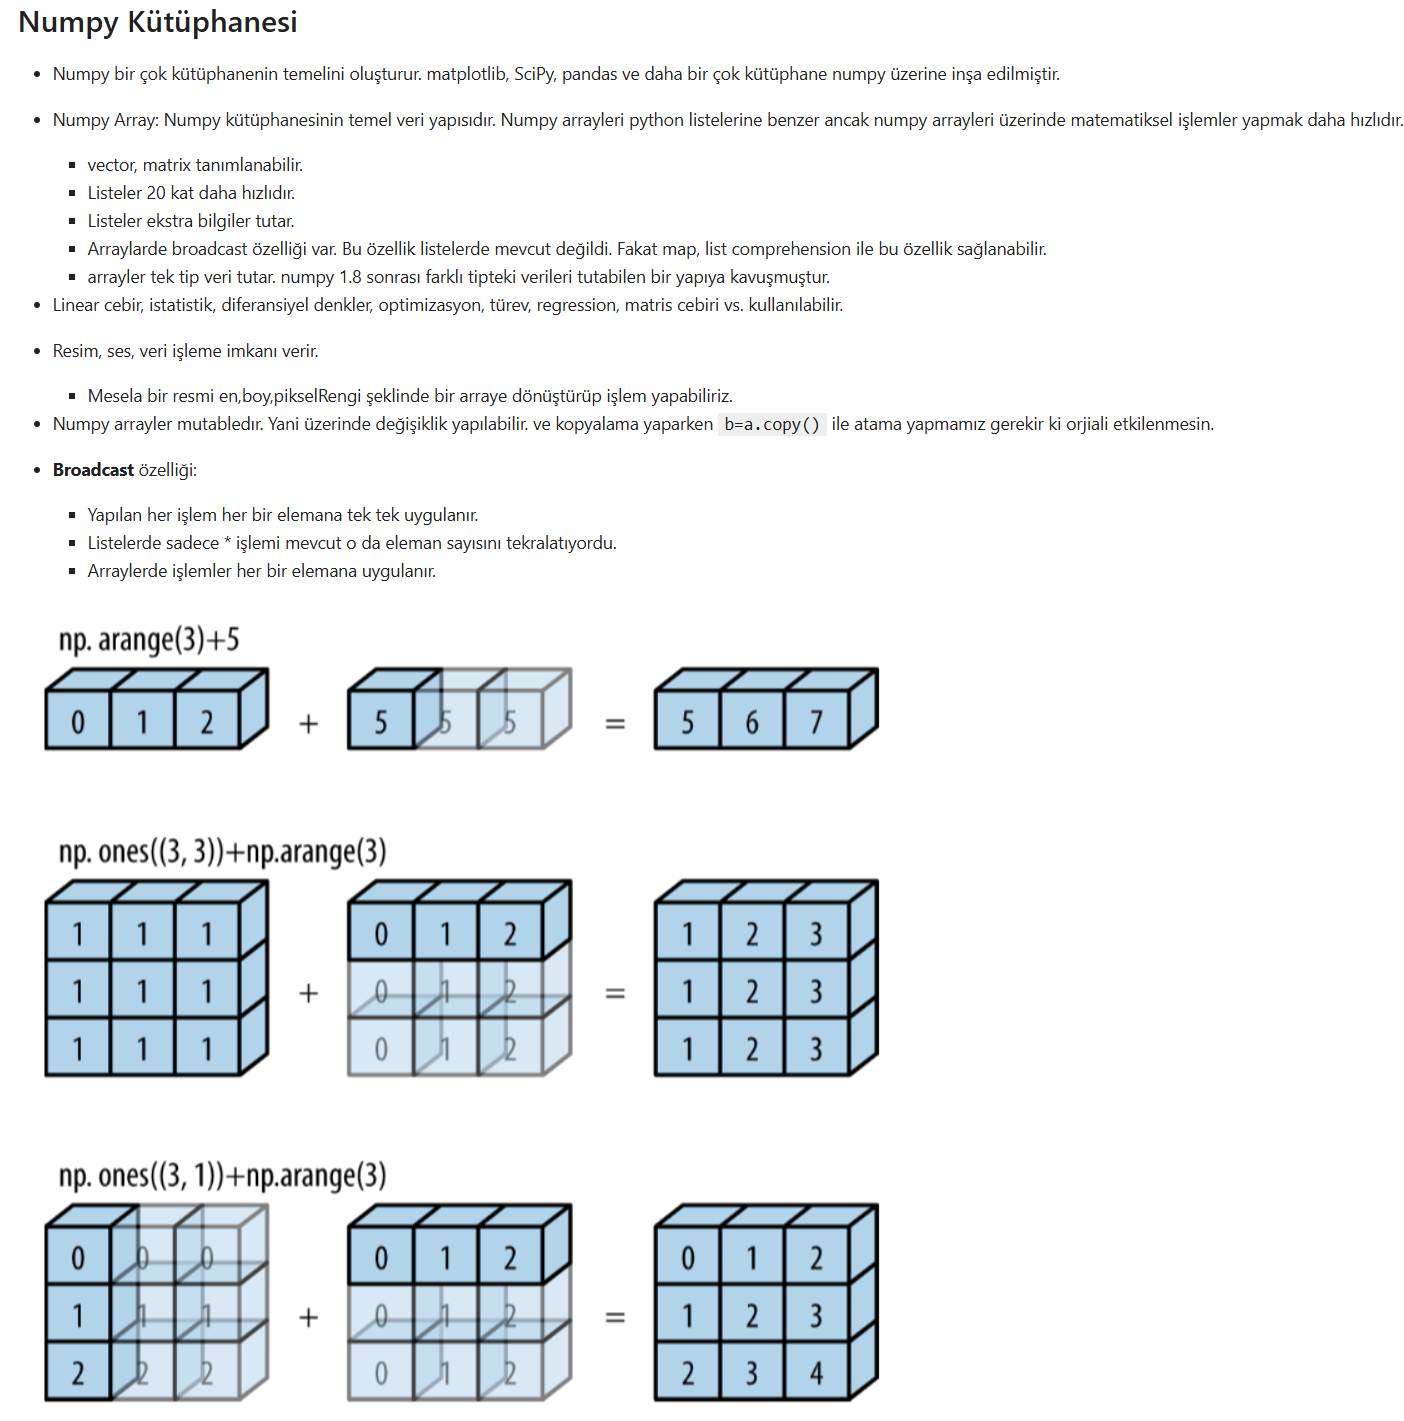 Numpy Kütüphanesi
Numpy bir çok kütüphanenin temelini oluşturur. matplotlib, SciPy, pandas ve daha bir çok kütüphane numpy üzerine inşa edilmiştir.
Numpy Array: Numpy kütüphanesinin temel veri yapısıdır. Numpy arrayleri python listelerine benzer ancak numpy arrayleri üzerinde matematiksel işlemler yapmak daha hızlıdır.
vector, matrix tanımlanabilir.
Listeler 20 kat daha hızlıdır.
Listeler ekstra bilgiler tutar.
Arraylarde broadcast özelliği var. Bu özellik listelerde mevcut değildi. Fakat map, list comprehension ile bu özellik sağlanabilir.
arrayler tek tip veri tutar. numpy 1.8 sonrası farklı tipteki verileri tutabilen bir yapıya kavuşmuştur.
Linear cebir, istatistik, diferansiyel denkler, optimizasyon, türev, regression, matris cebiri vs. kullanılabilir.
Resim, ses, veri işleme imkanı verir.
Mesela bir resmi en,boy,pikselRengi şeklinde bir arraye dönüştürüp işlem yapabiliriz.
Numpy arrayler mutabledır. Yani üzerinde değişiklik yapılabilir. ve kopyalama yaparken b=a.copy() ile atama yapmamız gerekir ki orjiali etkilenmesin.
Broadcast özelliği:
Yapılan her işlem her bir elemana tek tek uygulanır.
Listelerde sadece * işlemi mevcut o da eleman sayısını tekralatıyordu.
Arraylerde işlemler her bir elemana uygulanır.
np. arange(3)+5
0 1 2 + 5 5 5 = 5 6 7
np. ones((3, 3))+np.arange(3)
1 1 1 0 1 2 1 2 3
1 1 1 + 0 1 2 = 1 2 3
1 1 1 0 1 2 1 2 3
np. ones((3, 1))+np.arange(3)
0 0 0 0 1 2 0 1 2
1 1 1 + 0 1 2 = 1 2 3
2 2 2 0 1 2 2 3 4